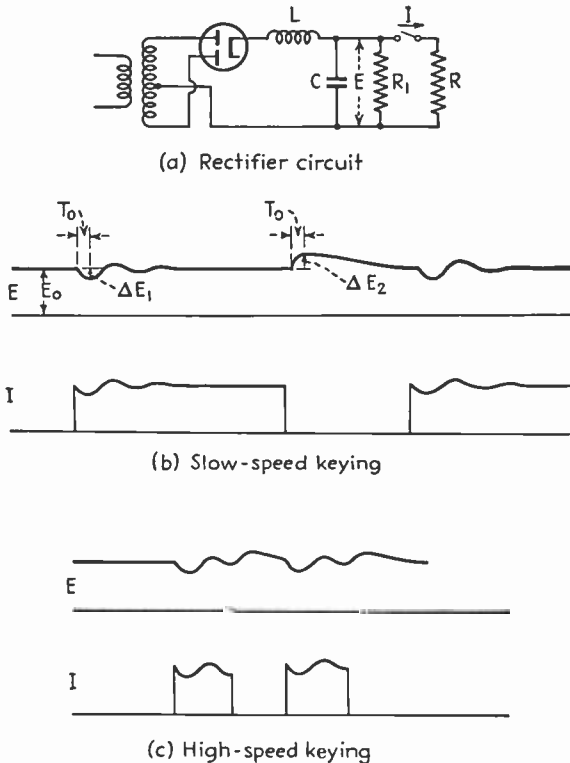 L
I
C
E
R₁
R
(a) Rectifier circuit
T₀
T₀
E
E₀
ΔE₁
ΔE₂
I
(b) Slow-speed keying
E
I
(c) High-speed keying